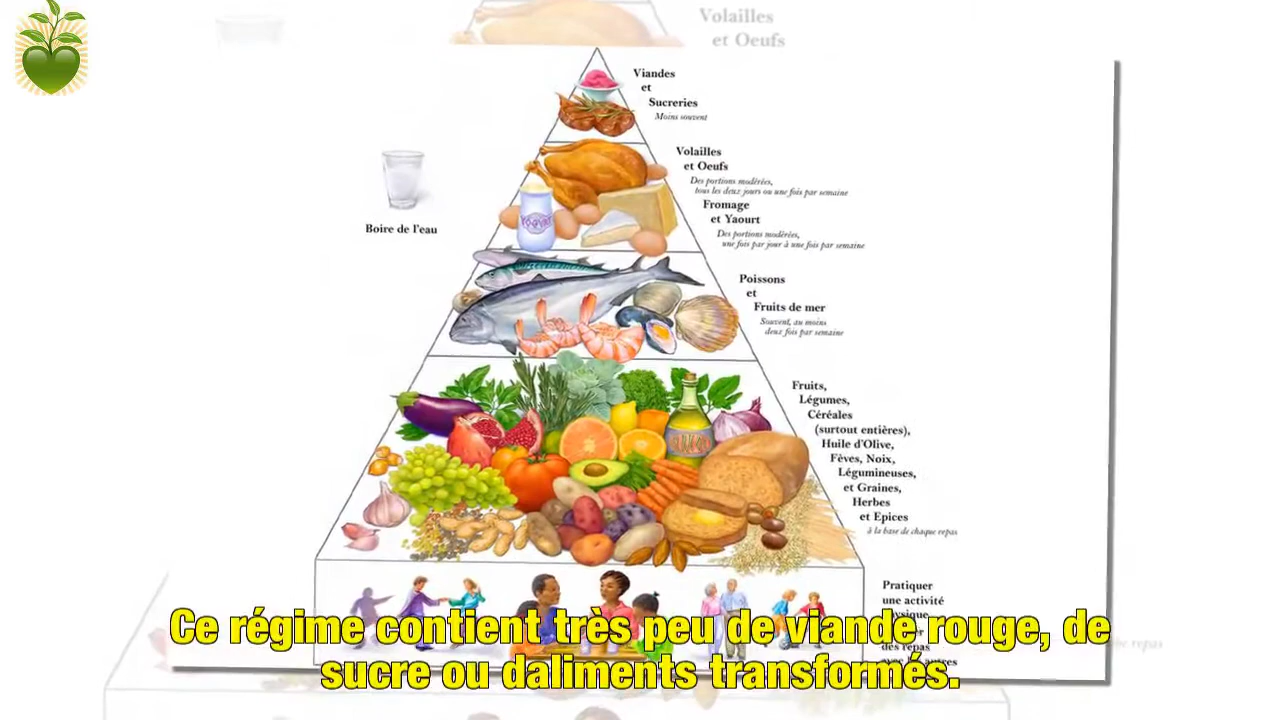 Volailles
et Oeufs
Viandes
et
Sucreries
Moins souvent
Volailles
et Oeufs
Des portions modérées,
tous les deux jours ou une fois par semaine
Fromage
et Yaourt
Des portions modérées,
une fois par jour à une fois par semaine
Boire de l'eau
Poissons
et
Fruits de mer
Souvent, au moins
deux fois par semaine
Fruits,
Légumes,
Céréales
(surtout entières),
Huile d'Olive,
Fèves, Noix,
Légumineuses,
et Graines,
Herbes
et Epices
à la base de chaque repas
Pratiquer
une activité
des repas
Ce régime contient très peu de viande rouge, de
sucre ou daliments transformés.